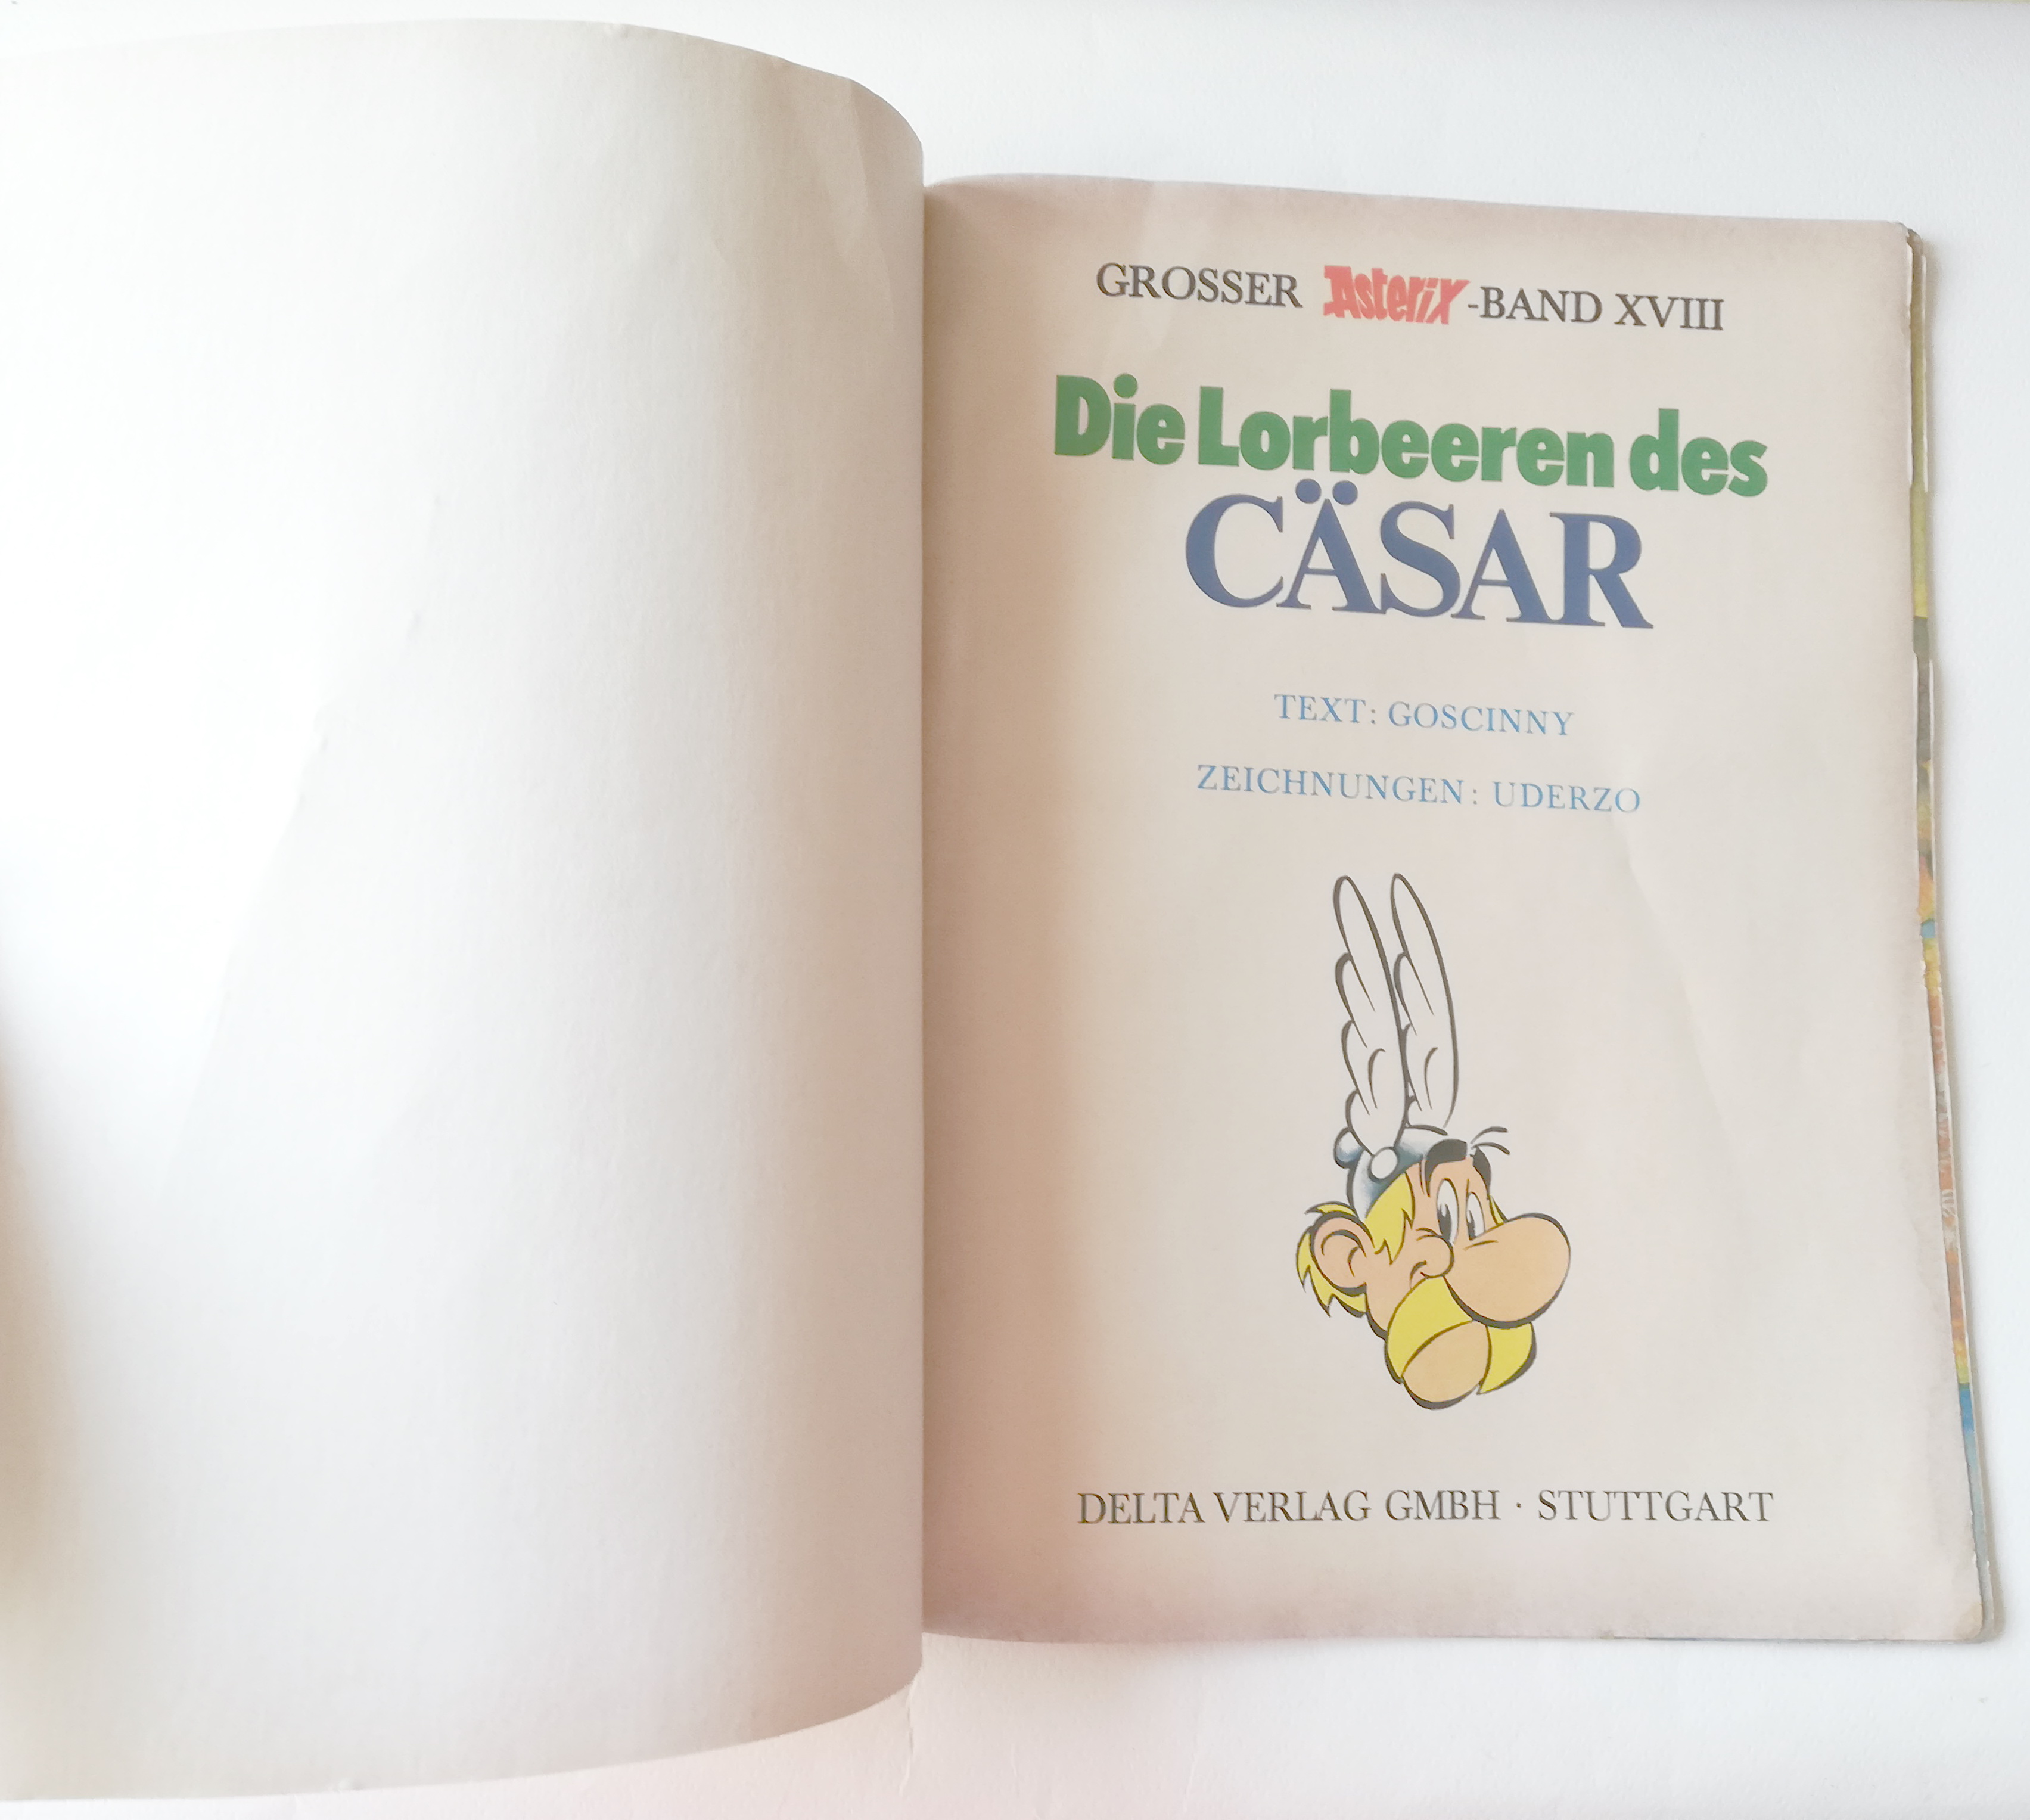 GROSSER Asterix-BAND XVIII
Die Lorbeeren des
CÄSAR
TEXT: GOSCINNY
ZEICHNUNGEN: UDERZO
DELTA VERLAG GMBH · STUTTGART